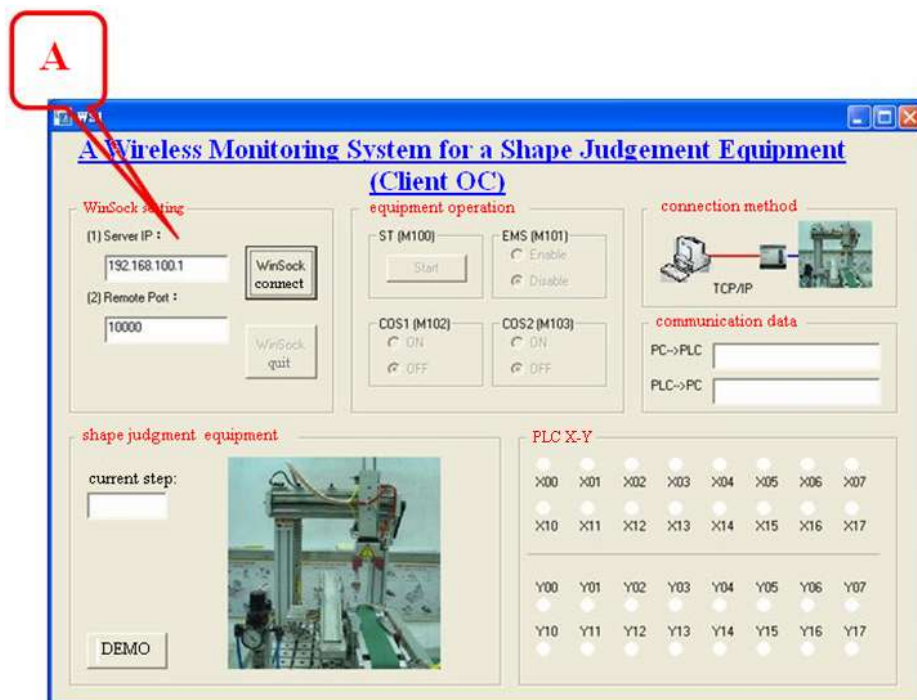 A
A Wireless Monitoring System for a Shape Judgement Equipment
(Client OC)
WinSock setting
(1) Server IP :
192.168.100.1
WinSock
connect
(2) Remote Port :
10000
WinSock
quit
equipment operation
ST (M100)
Start
EMS (M101)
Enable
Disable
COS1 (M102)
ON
OFF
COS2 (M103)
ON
OFF
connection method
TCP/IP
communication data
PC-->PLC
PLC-->PC
shape judgment equipment
current step:
DEMO
PLC X-Y
X00 X01 X02 X03 X04 X05 X06 X07
X10 X11 X12 X13 X14 X15 X16 X17
Y00 Y01 Y02 Y03 Y04 Y05 Y06 Y07
Y10 Y11 Y12 Y13 Y14 Y15 Y16 Y17